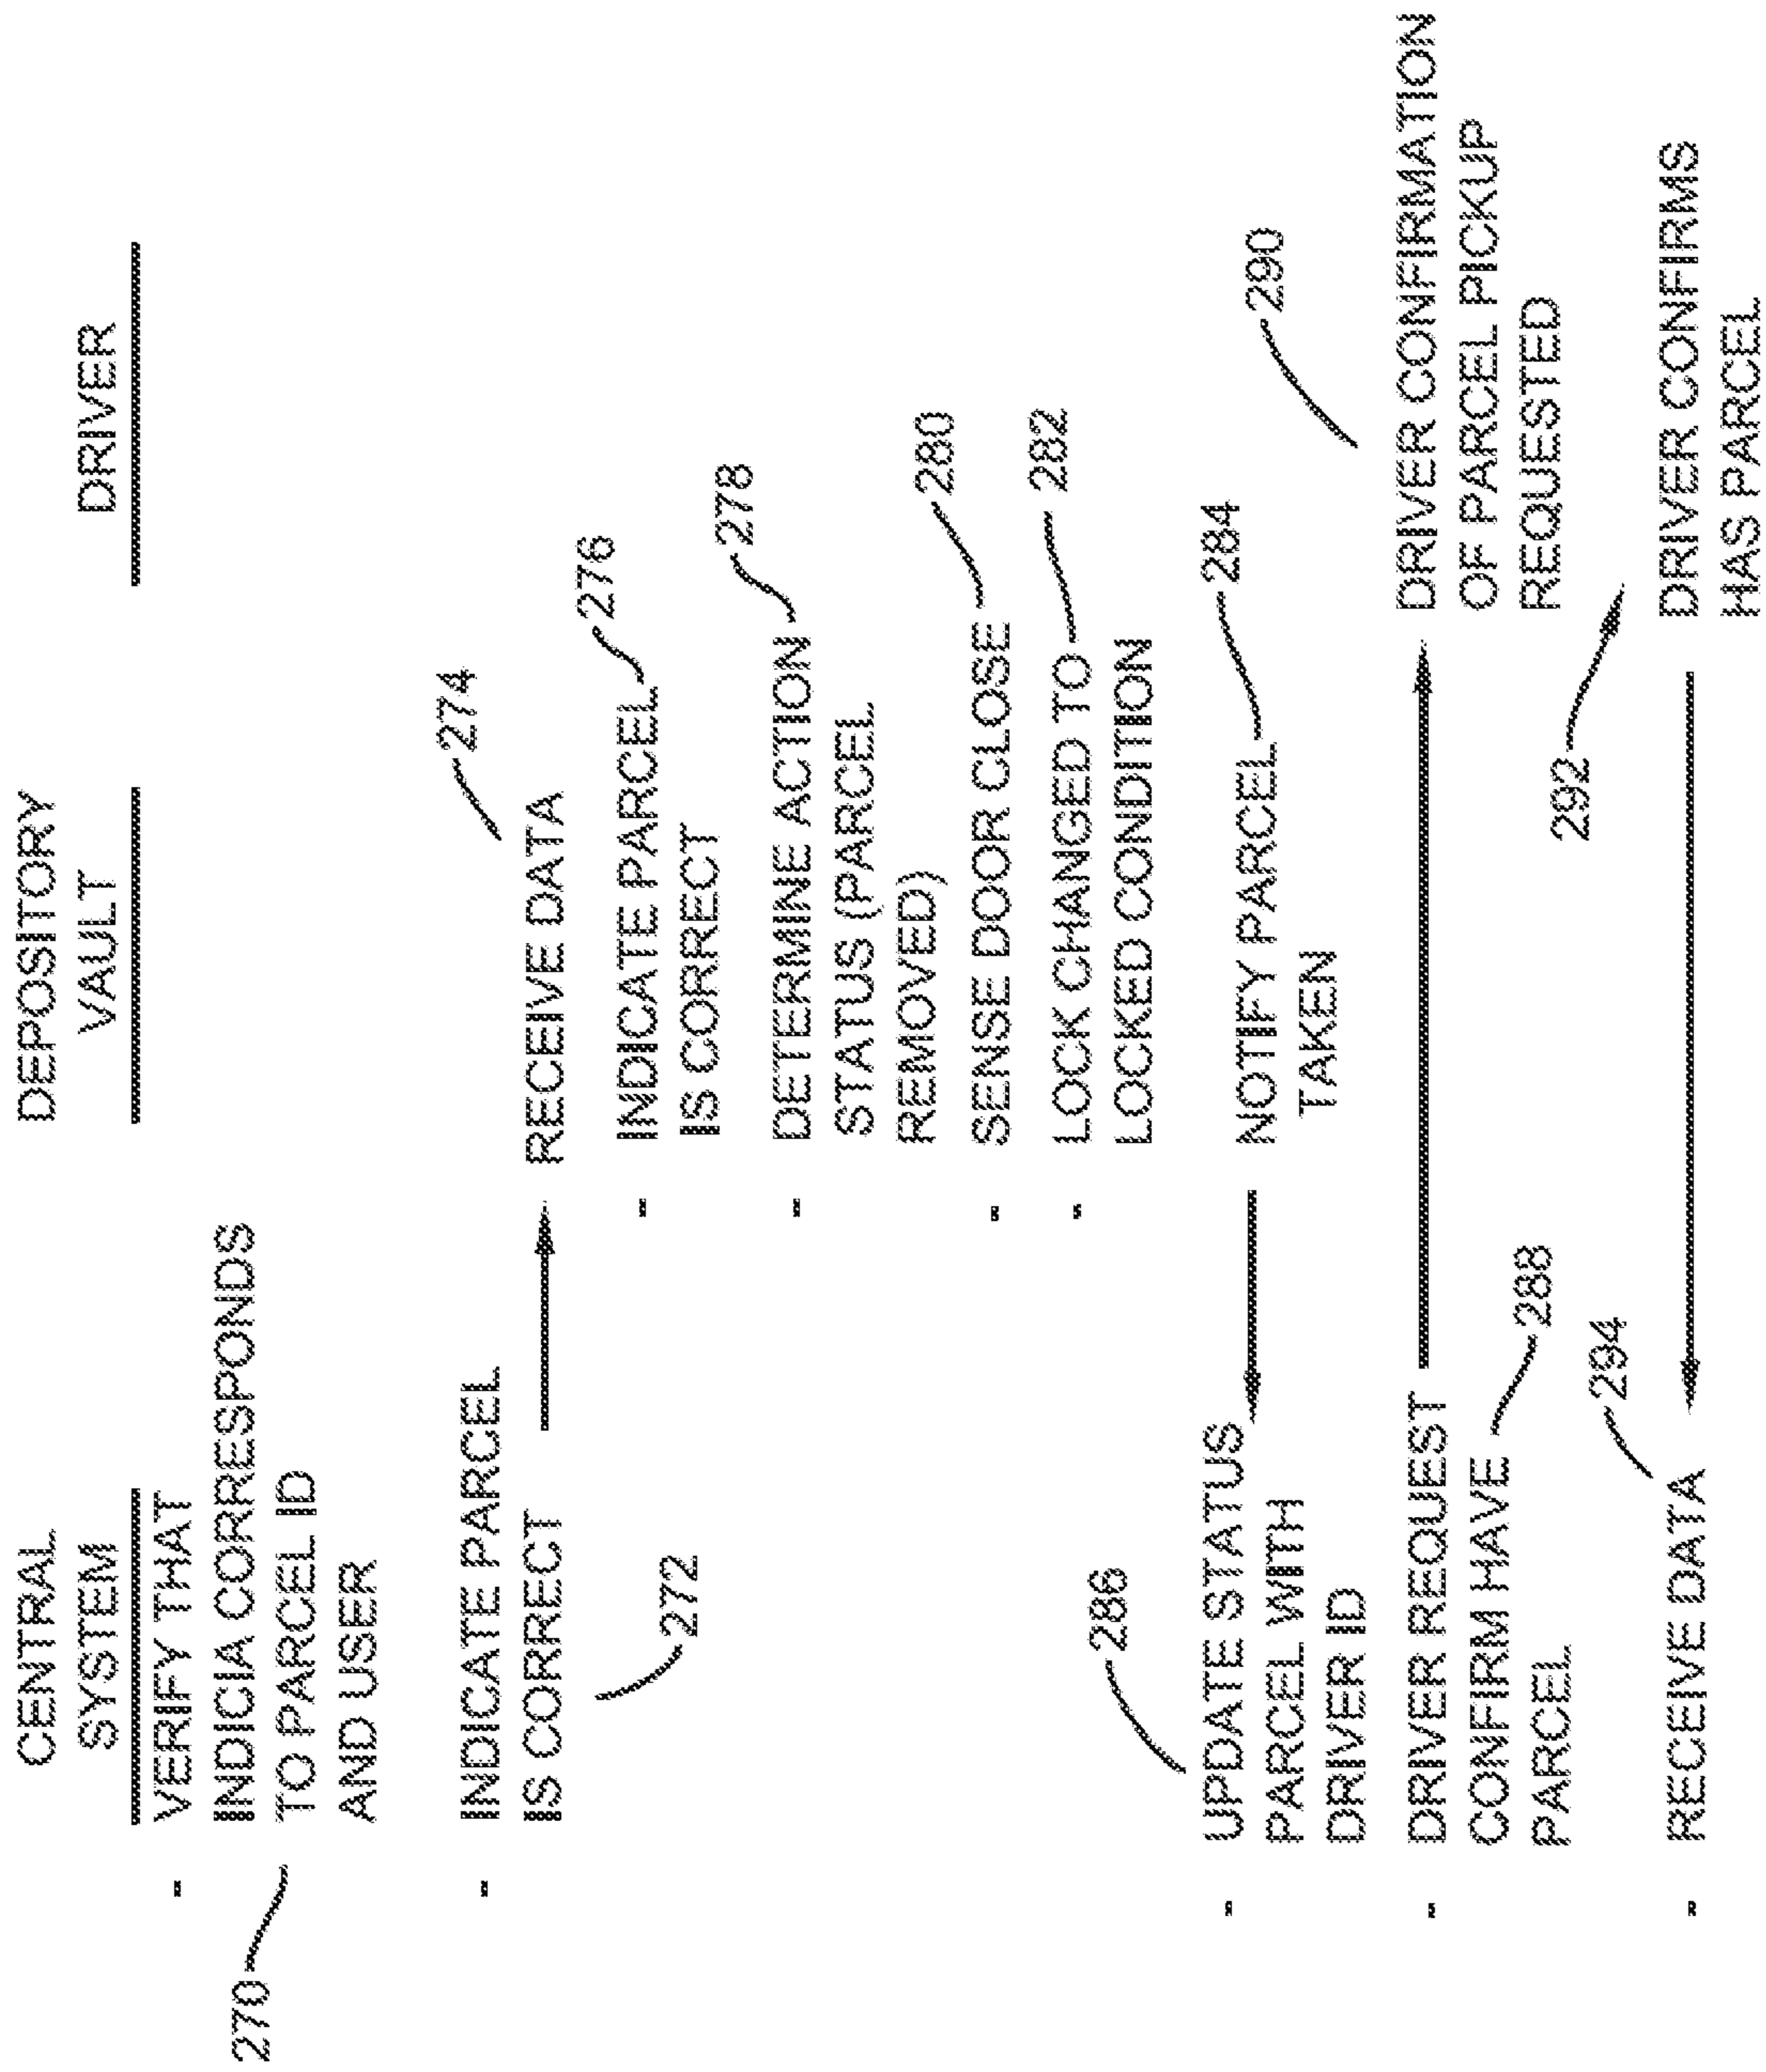 CENTRAL
SYSTEM
DEPOSITORY
VAULT
DRIVER
VERIFY THAT
INDICIA CORRESPONDS
TO PARCEL ID
AND USER
270
INDICATE PARCEL
IS CORRECT
272
RECEIVE DATA
274
INDICATE PARCEL
IS CORRECT
276
DETERMINE ACTION
STATUS (PARCEL
REMOVED)
278
SENSE DOOR CLOSE
280
LOCK CHANGED TO
LOCKED CONDITION
282
NOTIFY PARCEL
TAKEN
284
UPDATE STATUS
PARCEL WITH
DRIVER ID
286
DRIVER REQUEST
CONFIRM HAVE
PARCEL
288
DRIVER CONFIRMATION
OF PARCEL PICKUP
REQUESTED
290
DRIVER CONFIRMS
HAS PARCEL
292
RECEIVE DATA
294